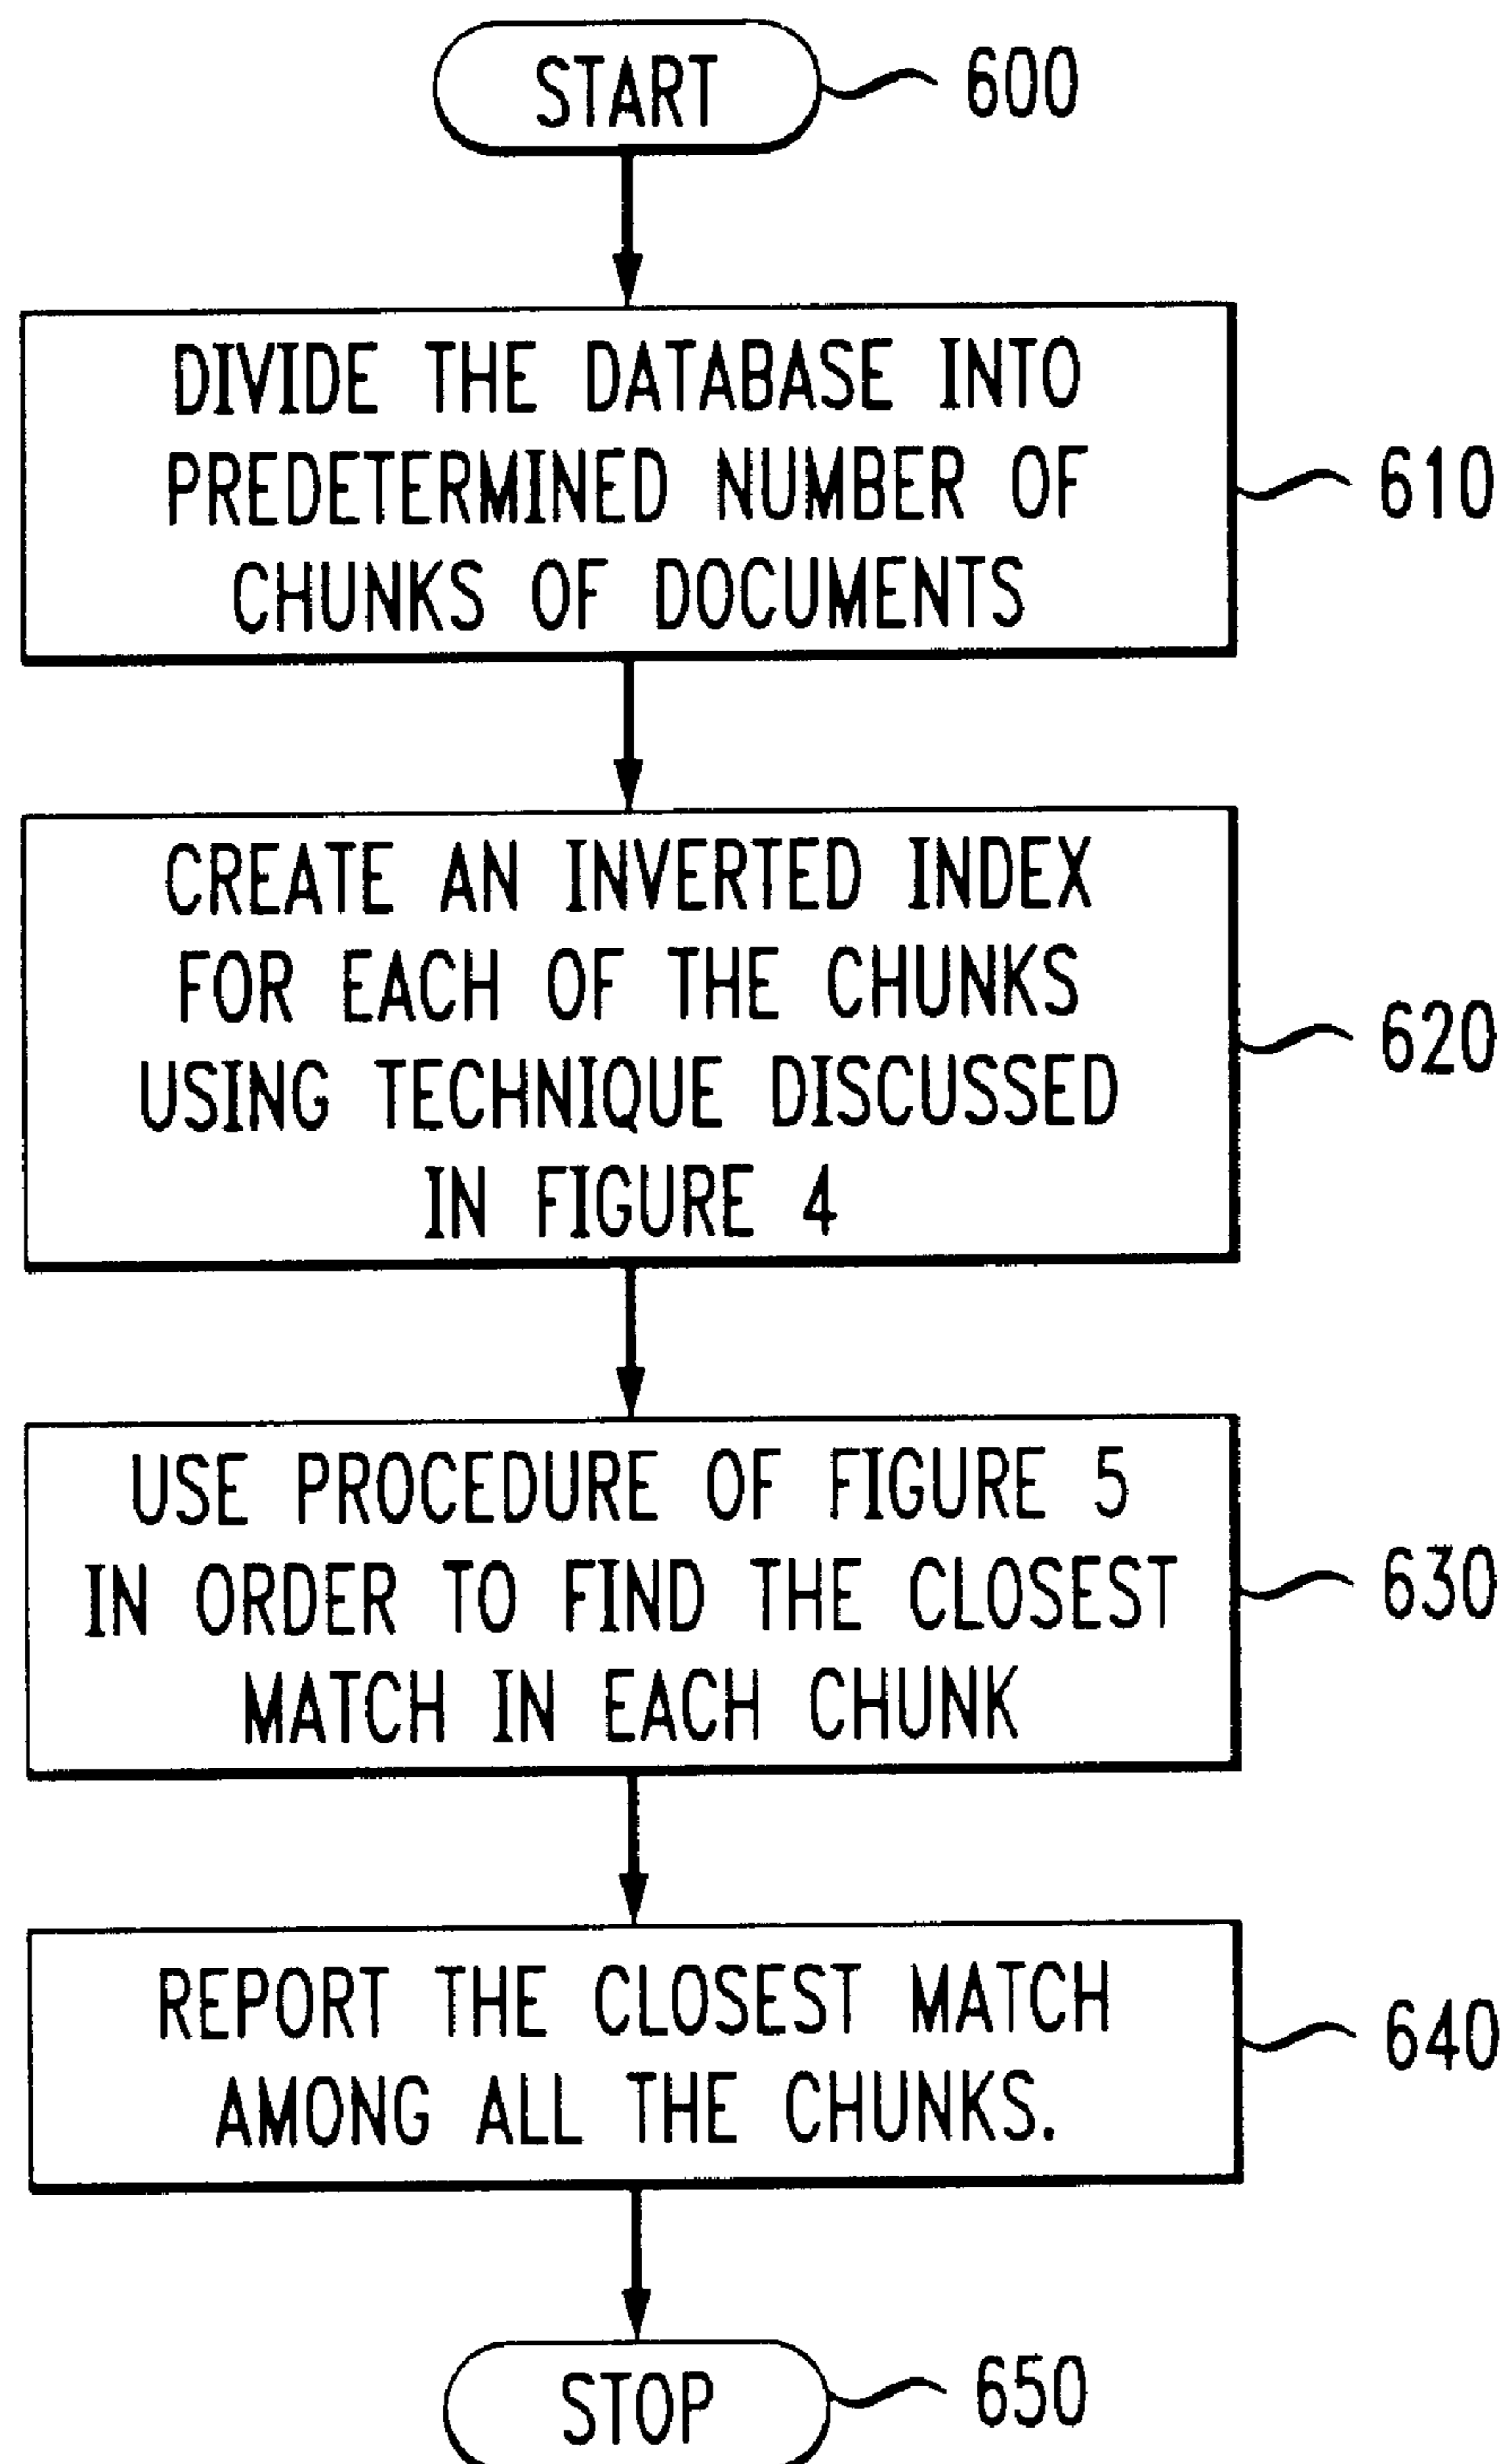 START
600
DIVIDE THE DATABASE INTO
PREDETERMINED NUMBER OF
CHUNKS OF DOCUMENTS
610
CREATE AN INVERTED INDEX
FOR EACH OF THE CHUNKS
USING TECHNIQUE DISCUSSED
IN FIGURE 4
620
USE PROCEDURE OF FIGURE 5
IN ORDER TO FIND THE CLOSEST
MATCH IN EACH CHUNK
630
REPORT THE CLOSEST MATCH
AMONG ALL THE CHUNKS.
640
STOP
650